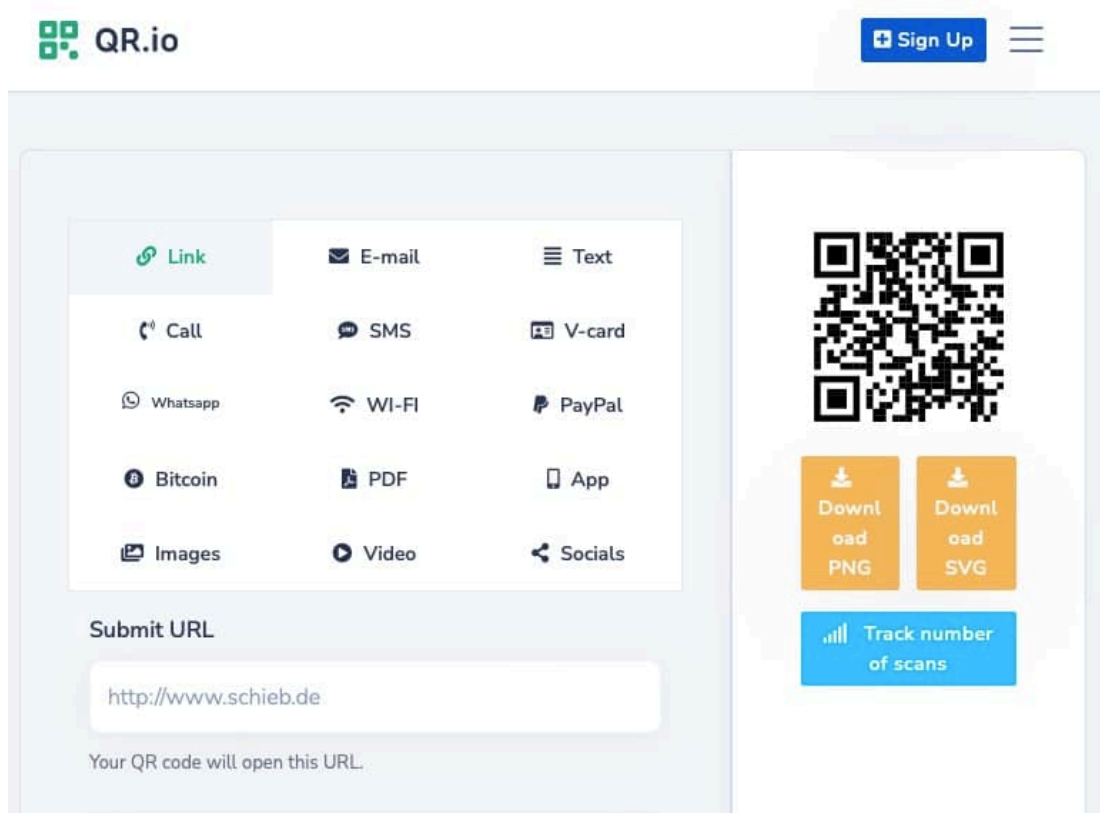 QR.io
Sign Up
Link
E-mail
Text
Call
SMS
V-card
Whatsapp
WI-FI
PayPal
Bitcoin
PDF
App
Images
Video
Socials
Submit URL
http://www.schieb.de
Your QR code will open this URL.
Downl
oad
PNG
Downl
oad
SVG
Track number
of scans